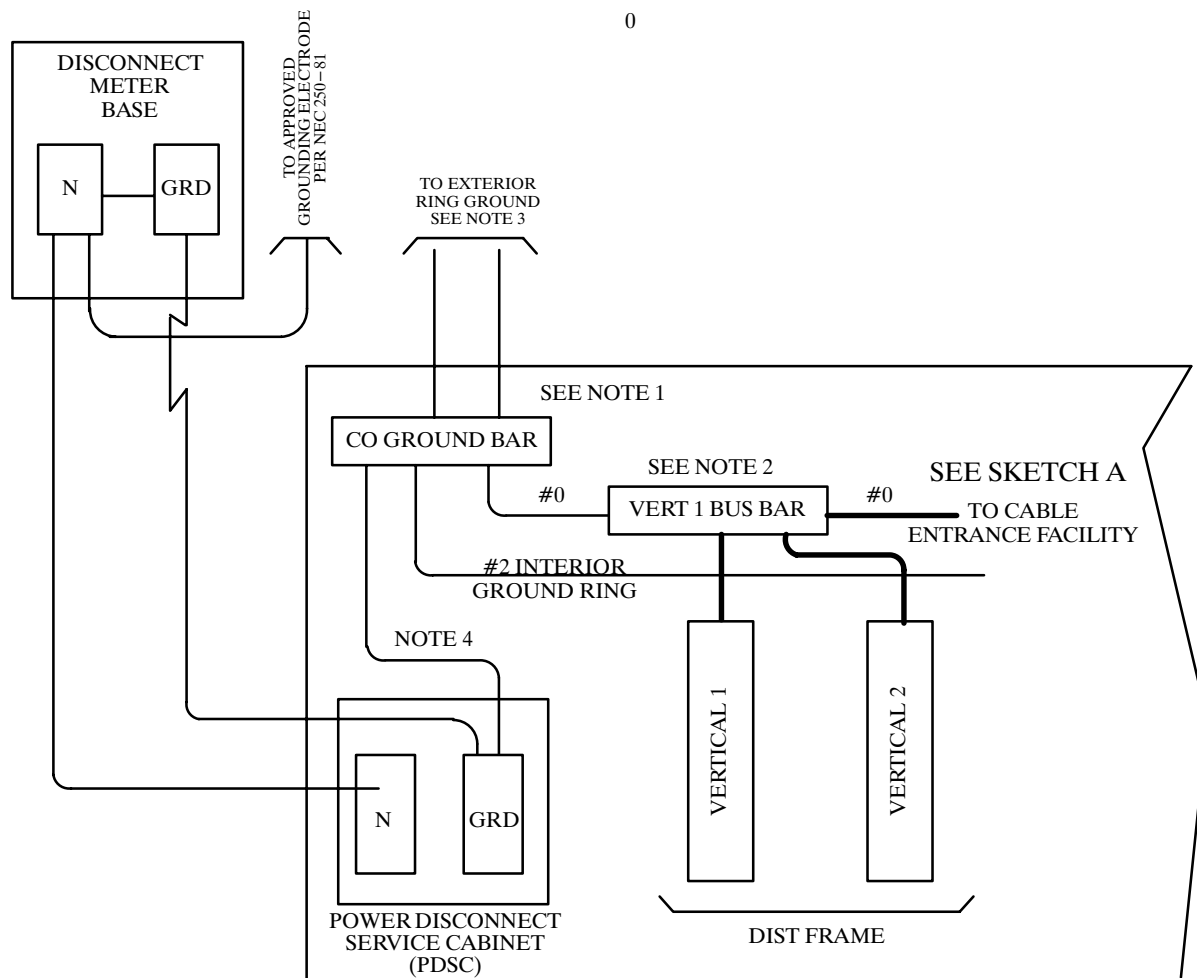 0
DISCONNECT
METER
BASE
N
GRD
TO APPROVED
GROUNDING ELECTRODE
PER NEC 250−81
TO EXTERIOR
RING GROUND
SEE NOTE 3
SEE NOTE 1
CO GROUND BAR
#0
SEE NOTE 2
VERT 1 BUS BAR
#0
SEE SKETCH A
TO CABLE
ENTRANCE FACILITY
#2 INTERIOR
GROUND RING
NOTE 4
VERTICAL 1
VERTICAL 2
N
GRD
POWER DISCONNECT
SERVICE CABINET
(PDSC)
DIST FRAME